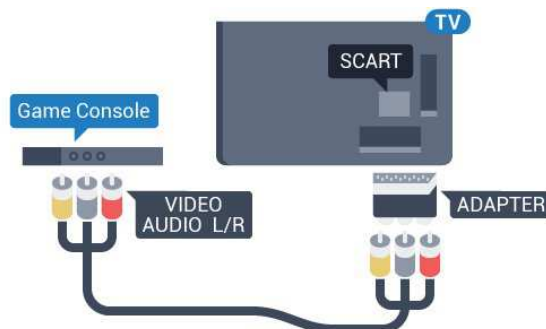 TV
SCART
Game Console
VIDEO
AUDIO L/R
ADAPTER